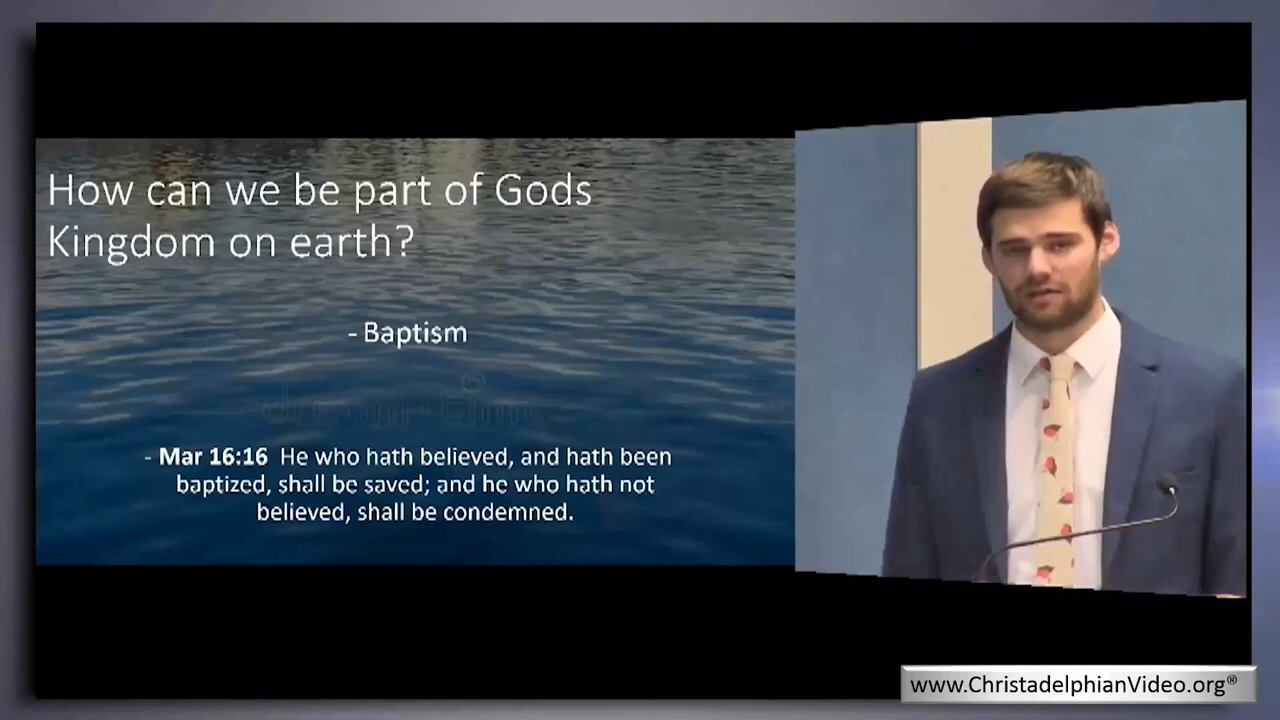 How can we be part of Gods
Kingdom on earth?
- Baptism
- Mar 16:16 He who hath believed, and hath been
baptized, shall be saved; and he who hath not
believed, shall be condemned.
www.ChristadelphianVideo.org®